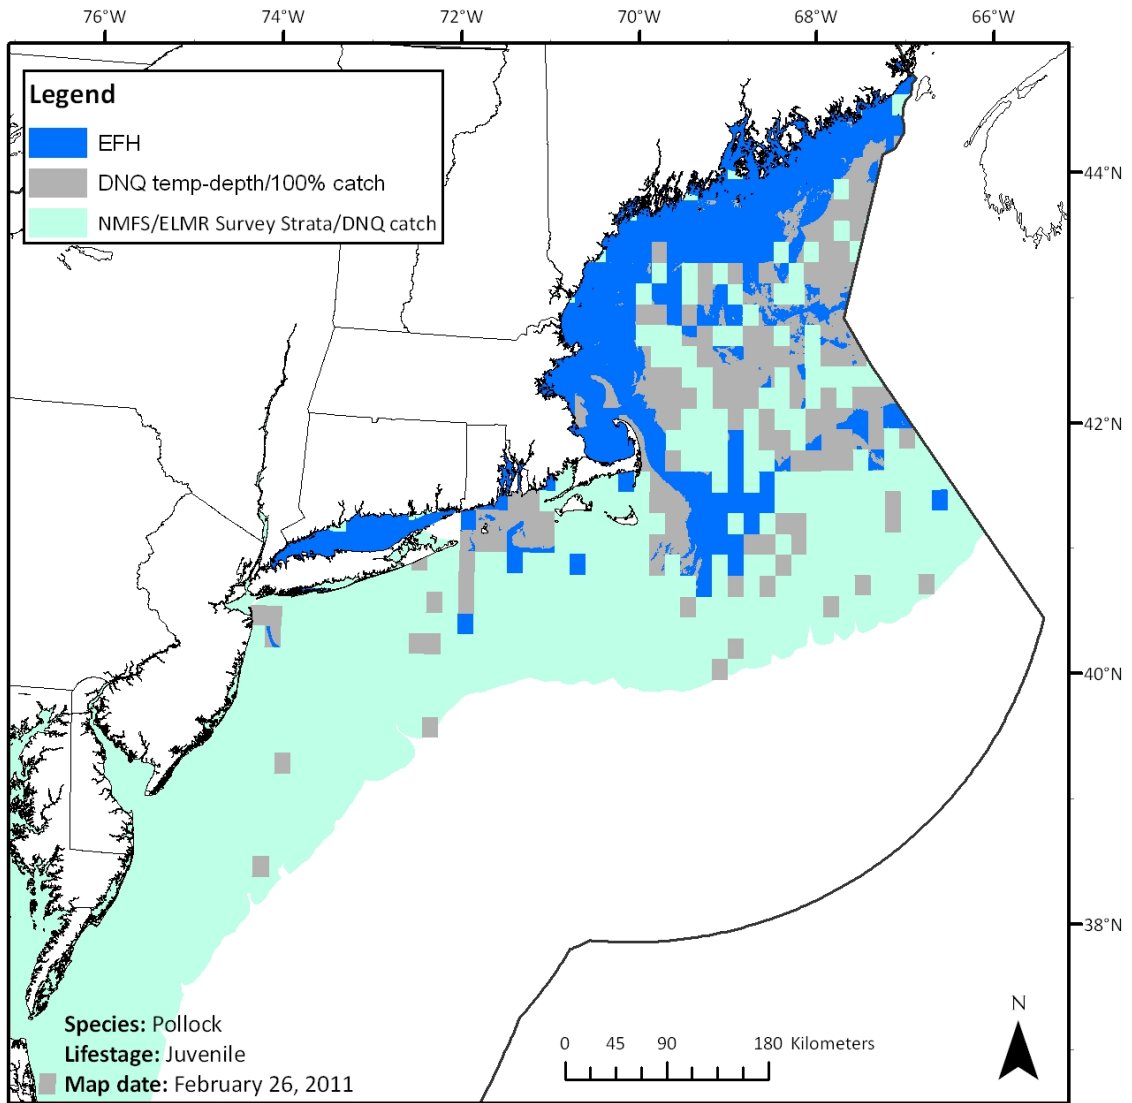 76°W 74°W 72°W 70°W 68°W 66°W
Legend
EFH
DNQ temp-depth/100% catch
NMFS/ELMR Survey Strata/DNQ catch
44°N
42°N
40°N
38°N
Species: Pollock
Lifestage: Juvenile
Map date: February 26, 2011
0 45 90 180 Kilometers
N